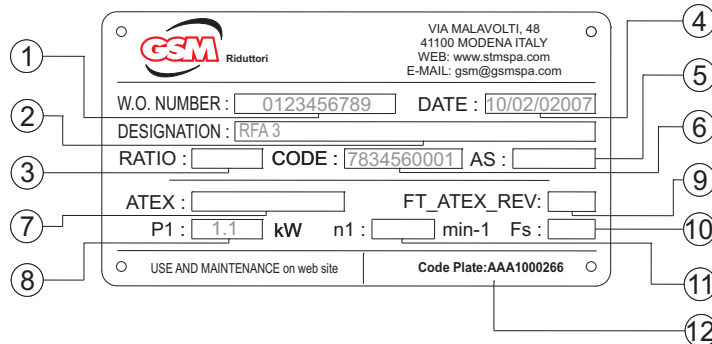 GSM Riduttori
VIA MALAVOLTI, 48
41100 MODENA ITALY
WEB: www.stmspa.com
E-MAIL: gsm@gsmspa.com
W.O. NUMBER : 0123456789 DATE : 10/02/02007
DESIGNATION : RFA 3
RATIO : CODE : 7834560001 AS :
ATEX : FT_ATEX_REV:
P1 : 1.1 kW n1 : min-1 Fs :
USE AND MAINTENANCE on web site Code Plate:AAA1000266
1
2
3
7
8
4
5
6
9
10
11
12